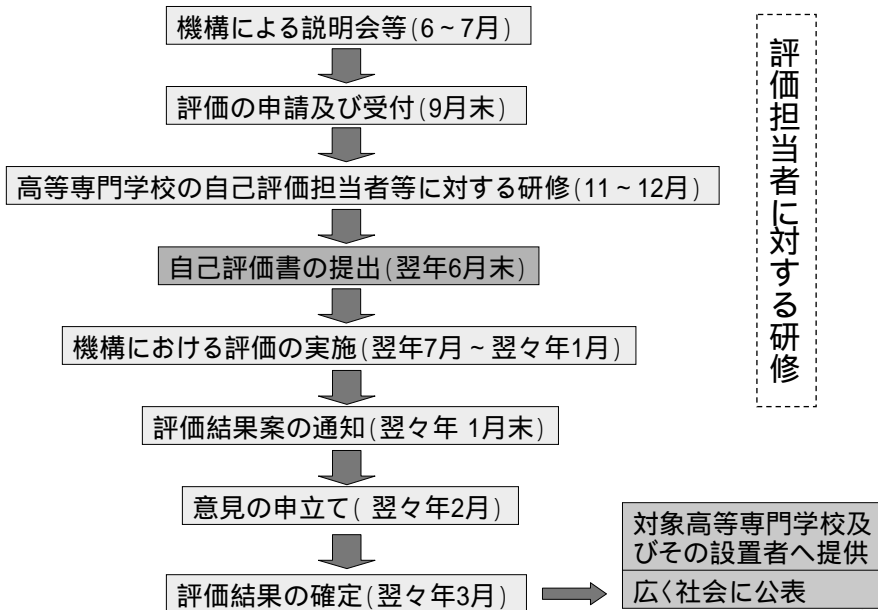 機構による説明会等(6~7月)
評価の申請及び受付(9月末)
高等専門学校の自己評価担当者等に対する研修(11~12月)
自己評価書の提出(翌年6月末)
機構における評価の実施(翌年7月~翌々年1月)
評価結果案の通知(翌々年 1月末)
意見の申立て( 翌々年2月)
評価結果の確定(翌々年3月)
対象高等専門学校及
びその設置者へ提供
広く社会に公表
評価担当者に対する研修